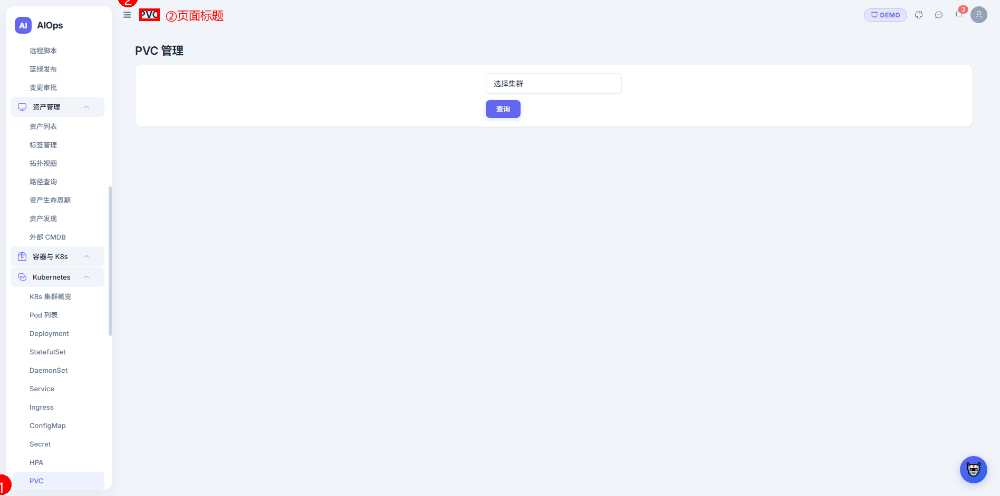 AI AIOps
远程脚本
蓝绿发布
变更审批
资产管理
资产列表
标签管理
拓扑视图
路径查询
资产生命周期
资产发现
外部 CMDB
容器与 K8s
Kubernetes
K8s 集群概览
Pod 列表
Deployment
StatefulSet
DaemonSet
Service
Ingress
ConfigMap
Secret
HPA
PVC
1
2
PVC ②页面标题
DEMO
3
PVC 管理
选择集群
查询